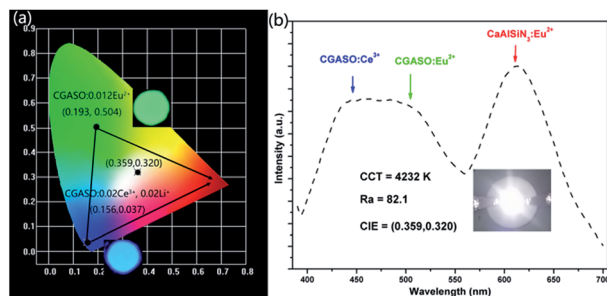 (a)
0.9
0.8
0.7
0.6
0.5
0.4
0.3
0.2
0.1
0.0
0.0 0.1 0.2 0.3 0.4 0.5 0.6 0.7 0.8
CGASO:0.012Eu²⁺
(0.193, 0.504)
(0.359,0.320)
CGASO:0.02Ce³⁺, 0.02Li⁺
(0.156,0.037)
(b)
Intensity (a.u.)
CGASO:Ce³⁺
CGASO:Eu²⁺
CaAlSiN₃:Eu²⁺
CCT = 4232 K
Ra = 82.1
CIE = (0.359,0.320)
400 450 500 550 600 650 700
Wavelength (nm)